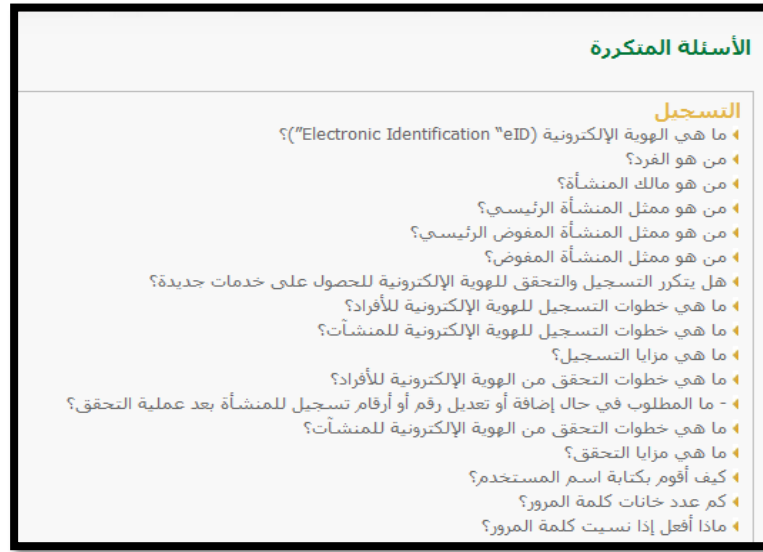 الأسئلة المتكررة
التسجيل
ما هي الهوية الإلكترونية (Electronic Identification “eID”)؟
من هو الفرد؟
من هو مالك المنشأة؟
من هو ممثل المنشأة الرئيسي؟
من هو ممثل المنشأة المفوض الرئيسي؟
من هو ممثل المنشأة المفوض؟
هل يتكرر التسجيل والتحقق للهوية الإلكترونية للحصول على خدمات جديدة؟
ما هي خطوات التسجيل للهوية الإلكترونية للأفراد؟
ما هي خطوات التسجيل للهوية الإلكترونية للمنشآت؟
ما هي مزايا التسجيل؟
ما هي خطوات التحقق من الهوية الإلكترونية للأفراد؟
- ما المطلوب في حال إضافة أو تعديل رقم أو أرقام تسجيل للمنشأة بعد عملية التحقق؟
ما هي خطوات التحقق من الهوية الإلكترونية للمنشآت؟
ما هي مزايا التحقق؟
كيف أقوم بكتابة اسم المستخدم؟
كم عدد خانات كلمة المرور؟
ماذا أفعل إذا نسيت كلمة المرور؟